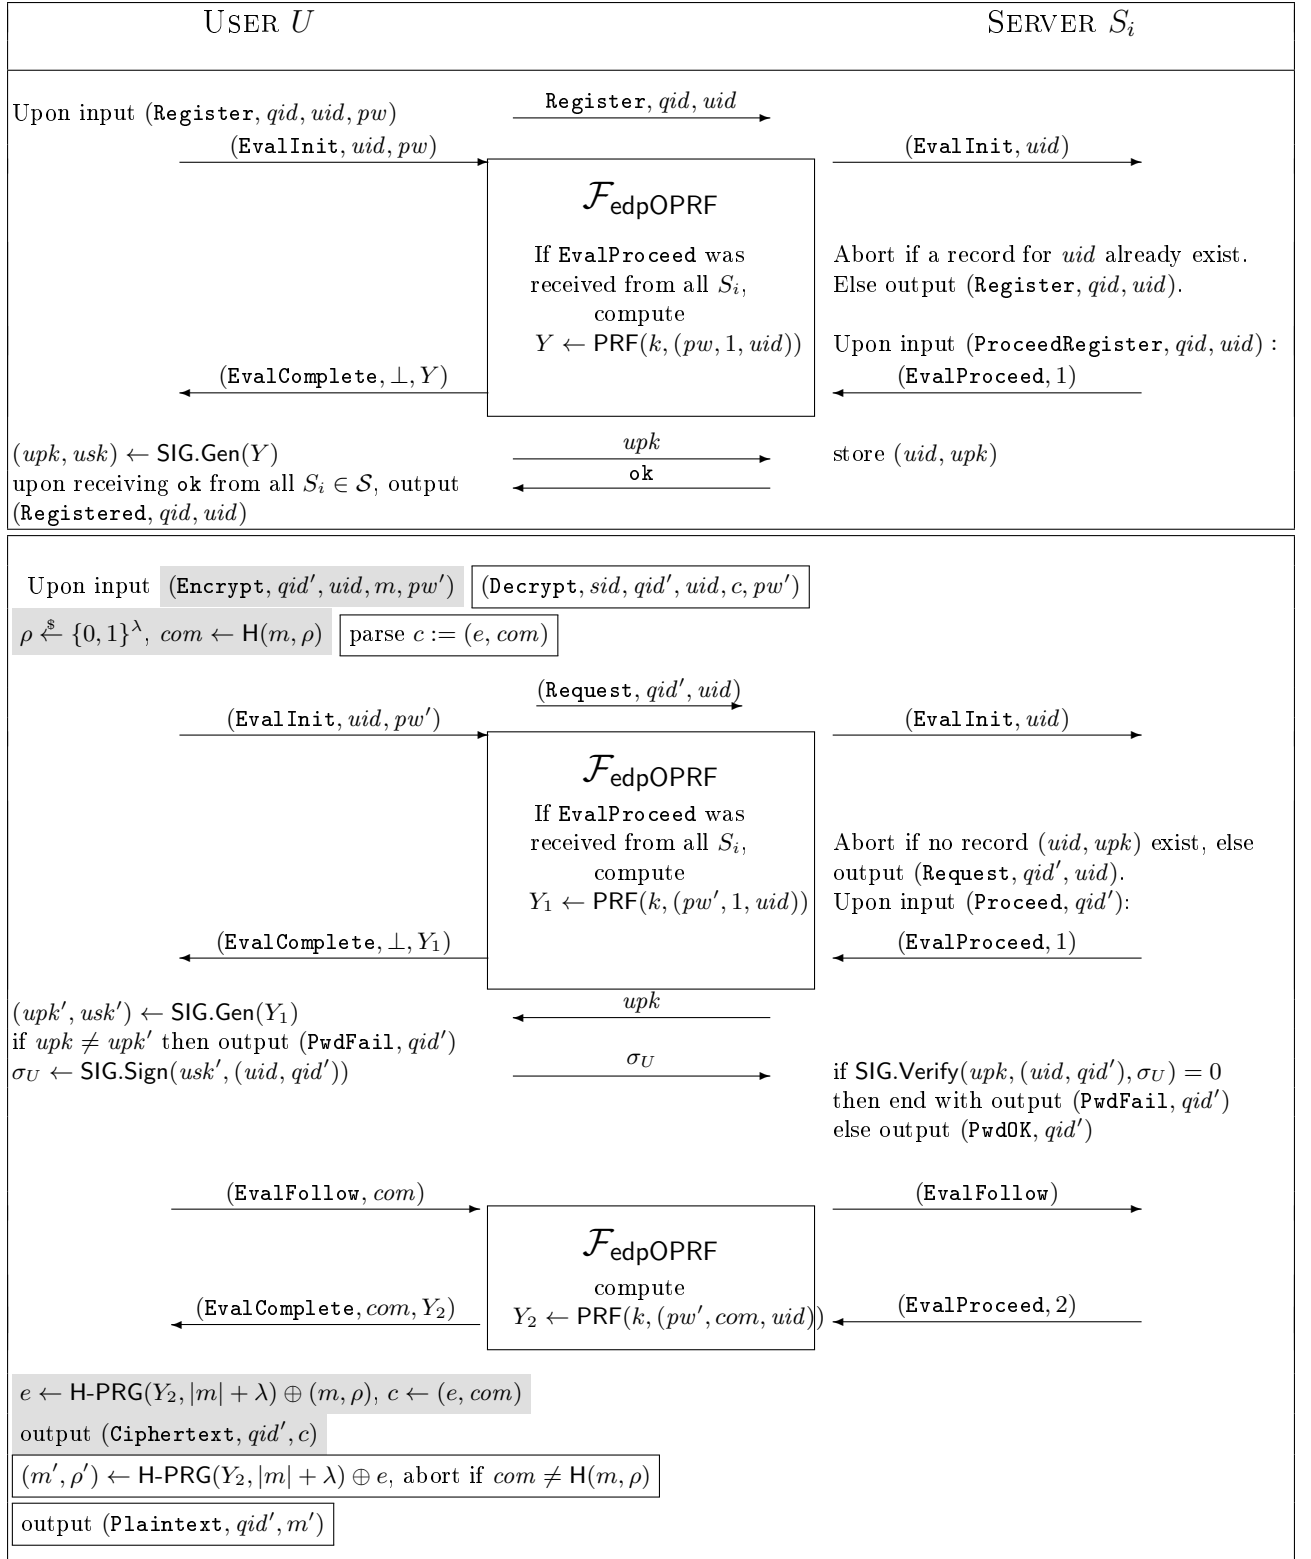 USER U SERVER S_i
Upon input (Register, qid, uid, pw) Register, qid, uid
(EvalInit, uid, pw) (EvalInit, uid)
F_edpOPRF
If EvalProceed was Abort if a record for uid already exist.
received from all S_i, Else output (Register, qid, uid).
compute
Y ← PRF(k, (pw, 1, uid)) Upon input (ProceedRegister, qid, uid) :
(EvalComplete, ⊥, Y) (EvalProceed, 1)
(upk, usk) ← SIG.Gen(Y) upk store (uid, upk)
upon receiving ok from all S_i ∈ S, output ok
(Registered, qid, uid)
Upon input (Encrypt, qid′, uid, m, pw′) (Decrypt, sid, qid′, uid, c, pw′)
ρ ←$ {0, 1}^λ, com ← H(m, ρ) parse c := (e, com)
(Request, qid′, uid)
(EvalInit, uid, pw′) (EvalInit, uid)
F_edpOPRF
If EvalProceed was
received from all S_i, Abort if no record (uid, upk) exist, else
compute output (Request, qid′, uid).
Y_1 ← PRF(k, (pw′, 1, uid)) Upon input (Proceed, qid′):
(EvalComplete, ⊥, Y_1) (EvalProceed, 1)
(upk′, usk′) ← SIG.Gen(Y_1) upk
if upk ≠ upk′ then output (PwdFail, qid′)
σ_U ← SIG.Sign(usk′, (uid, qid′)) σ_U if SIG.Verify(upk, (uid, qid′), σ_U) = 0
then end with output (PwdFail, qid′)
else output (PwdOK, qid′)
(EvalFollow, com) (EvalFollow)
F_edpOPRF
compute
(EvalComplete, com, Y_2) Y_2 ← PRF(k, (pw′, com, uid)) (EvalProceed, 2)
e ← H-PRG(Y_2, |m| + λ) ⊕ (m, ρ), c ← (e, com)
output (Ciphertext, qid′, c)
(m′, ρ′) ← H-PRG(Y_2, |m| + λ) ⊕ e, abort if com ≠ H(m, ρ)
output (Plaintext, qid′, m′)